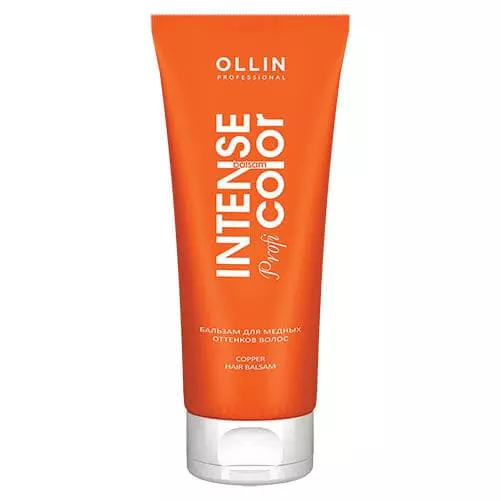 OLLIN
PROFESSIONAL
INTENSE
Profi color
balsam
БАЛЬЗАМ ДЛЯ МЕДНЫХ
ОТТЕНКОВ ВОЛОС
COPPER
HAIR BALSAM